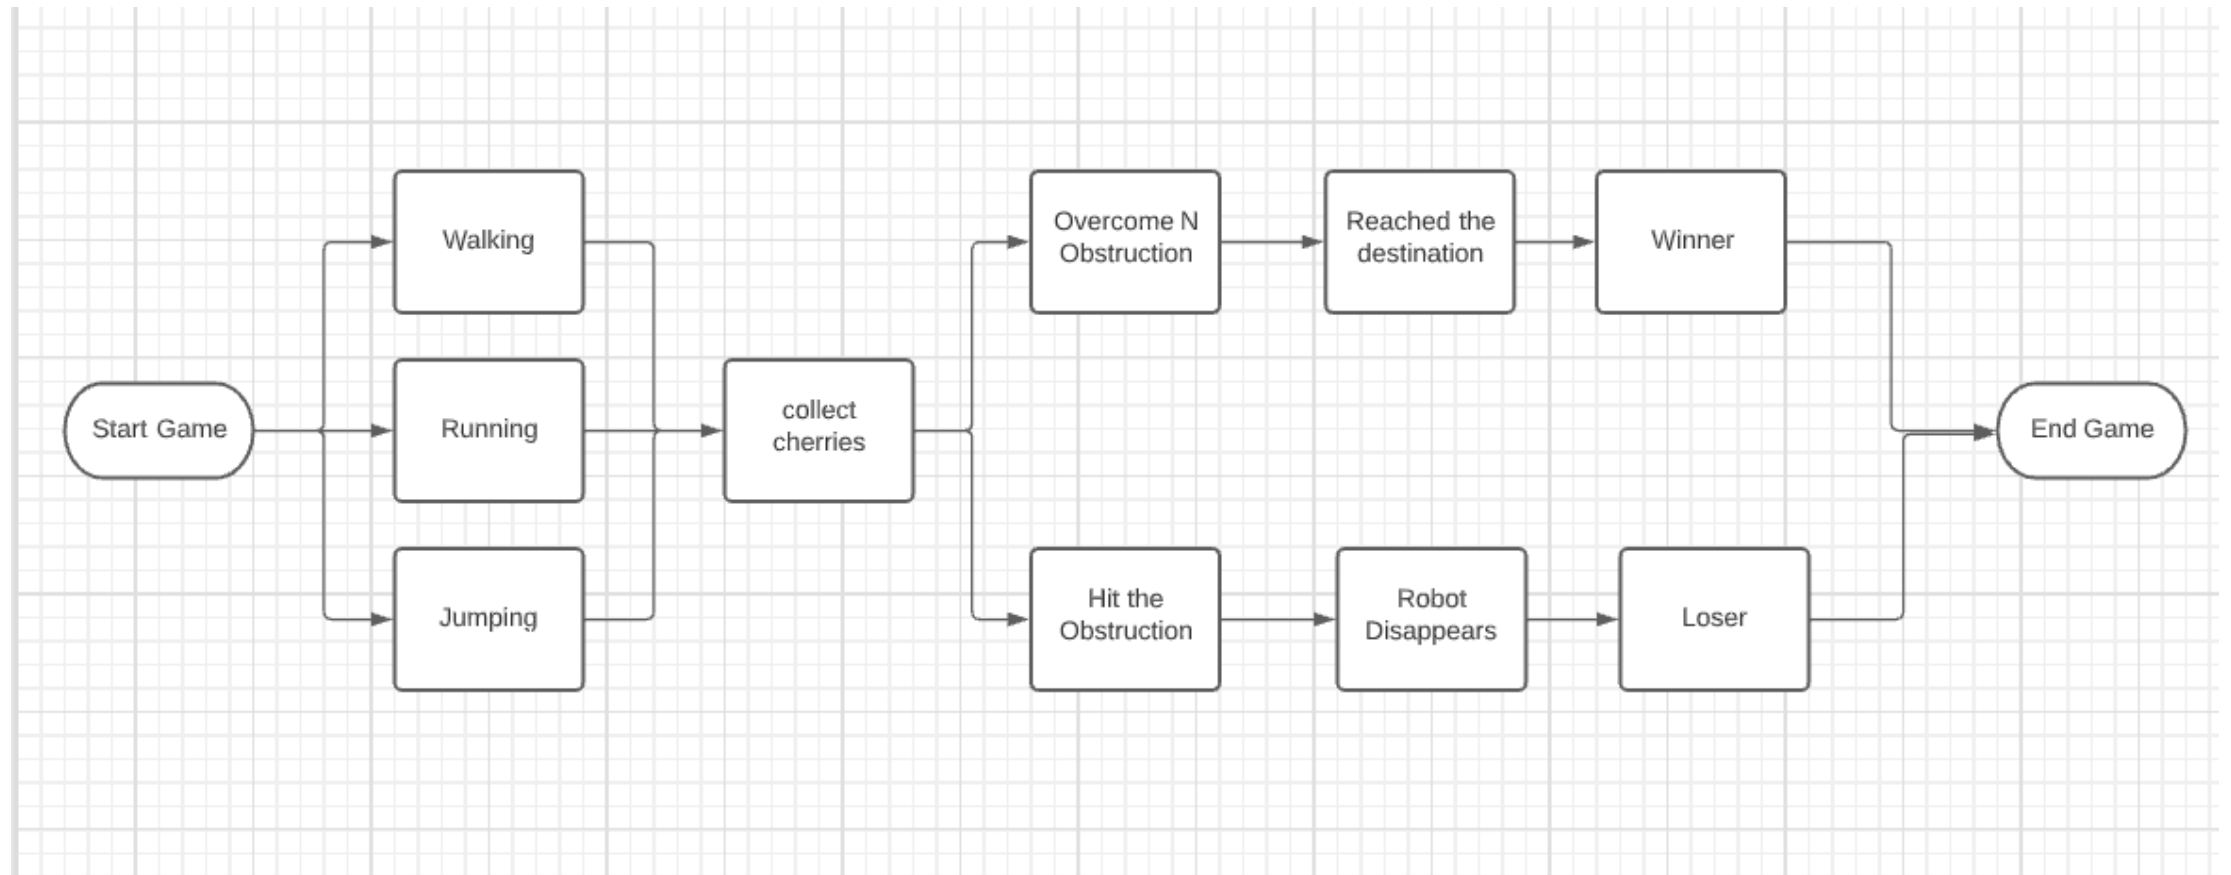 Start Game
Walking
Running
Jumping
collect
cherries
Overcome N
Obstruction
Reached the
destination
Winner
Hit the
Obstruction
Robot
Disappears
Loser
End Game